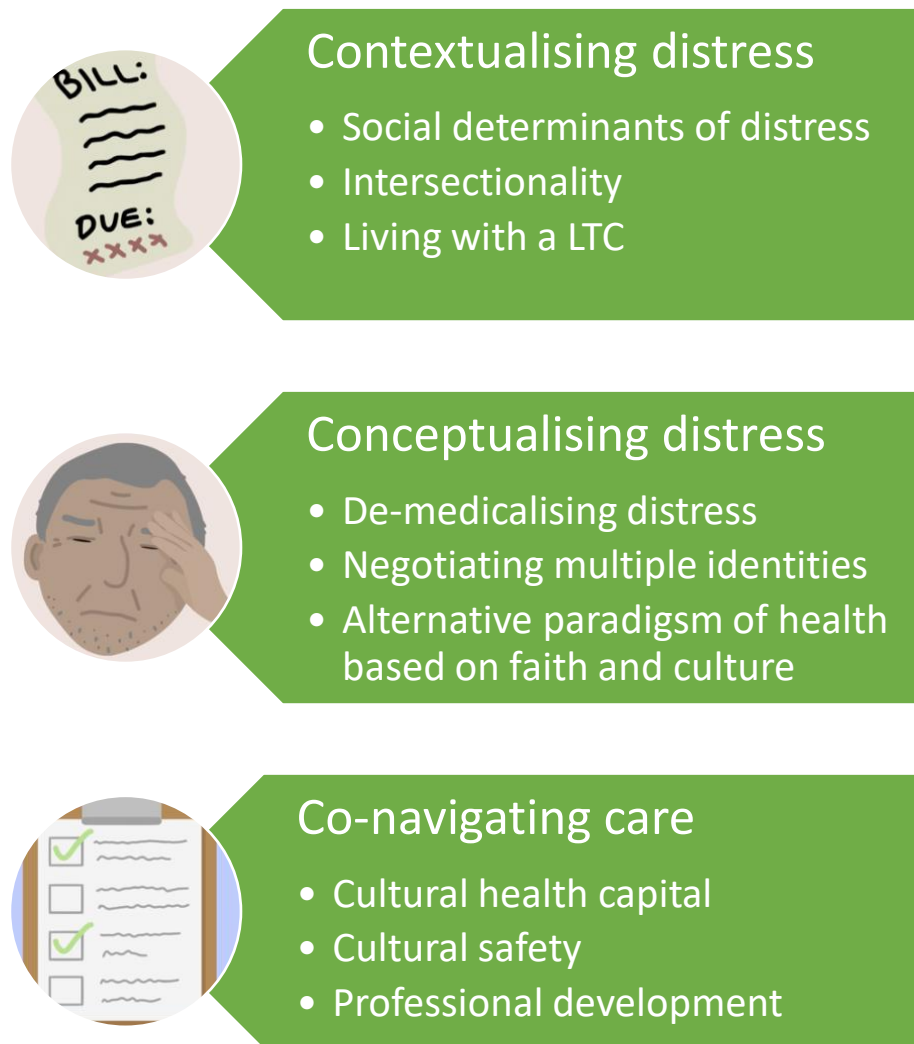 BILL:
DUE:
xxxx
Contextualising distress
• Social determinants of distress
• Intersectionality
• Living with a LTC
Conceptualising distress
• De-medicalising distress
• Negotiating multiple identities
• Alternative paradigsm of health
based on faith and culture
Co-navigating care
• Cultural health capital
• Cultural safety
• Professional development